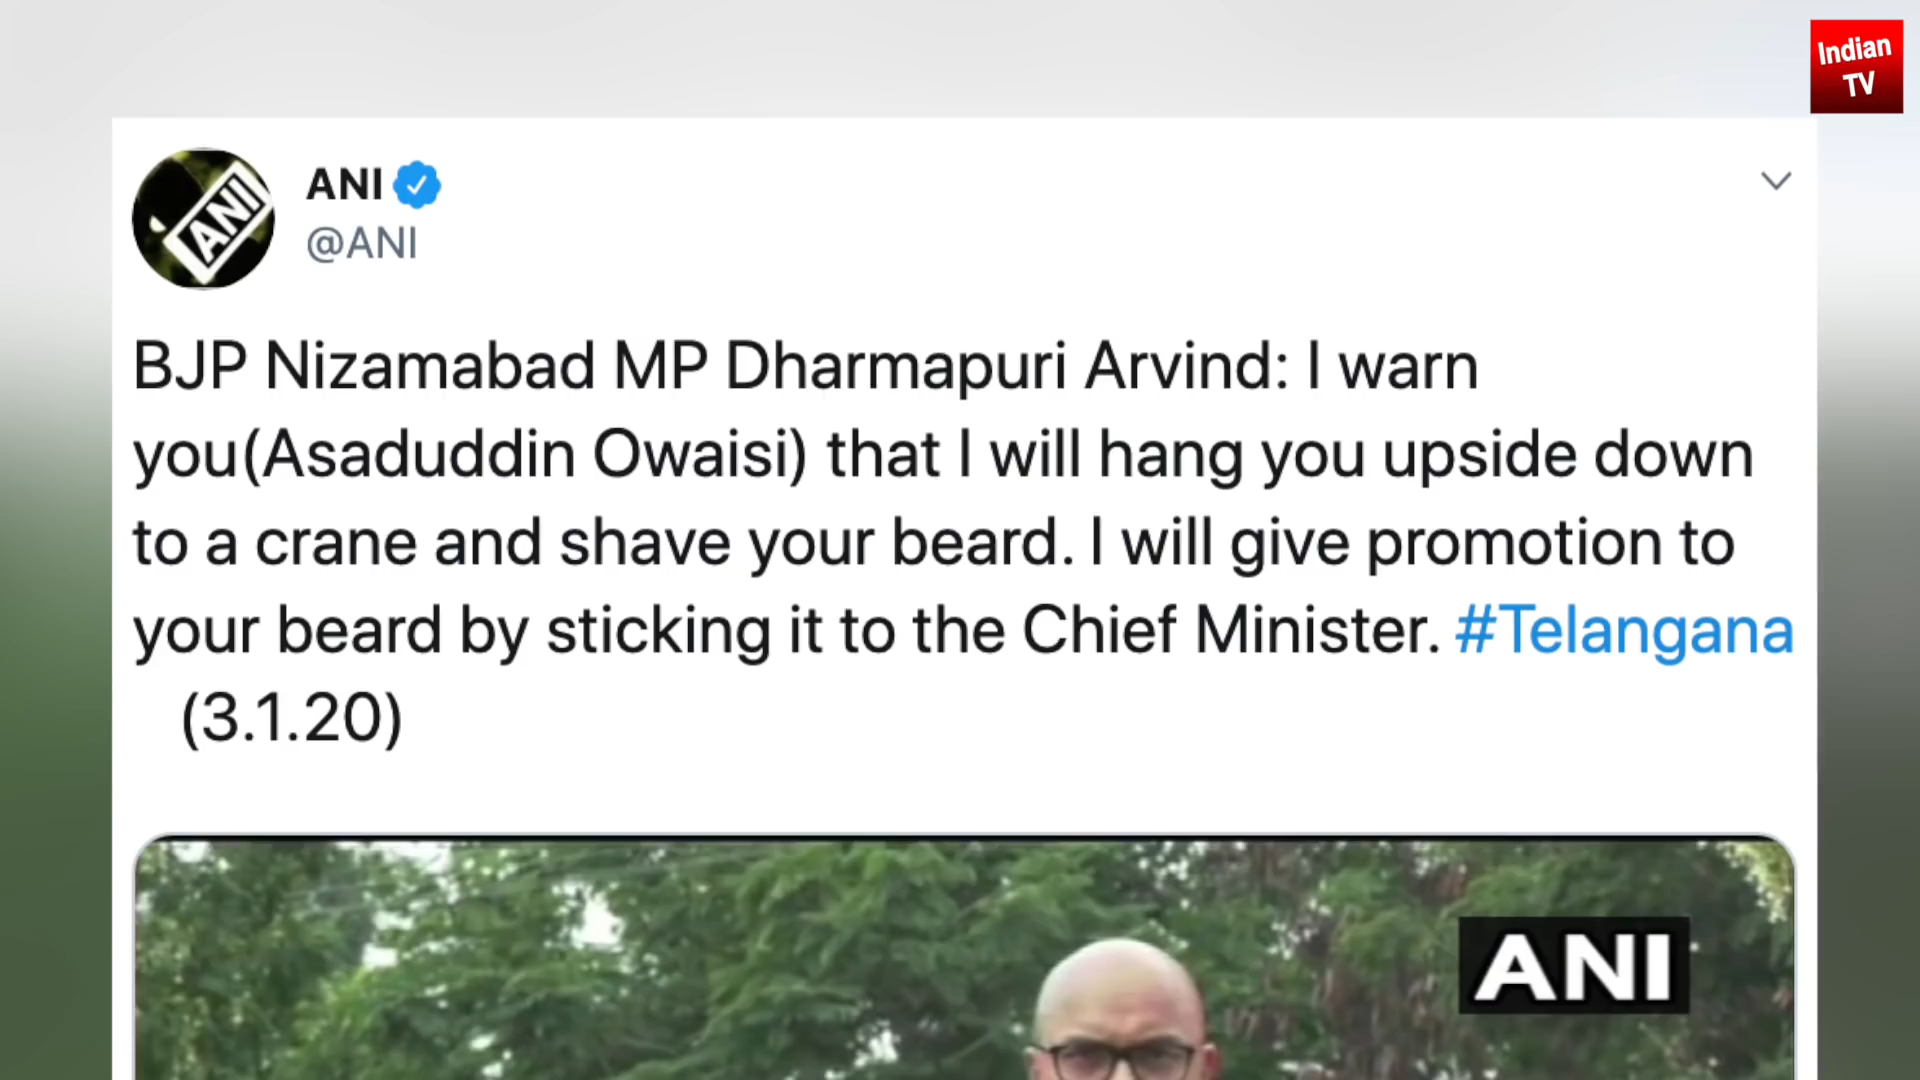 Indian
TV
ANI
ANI
@ANI
BJP Nizamabad MP Dharmapuri Arvind: I warn
you(Asaduddin Owaisi) that I will hang you upside down
to a crane and shave your beard. I will give promotion to
your beard by sticking it to the Chief Minister. #Telangana
(3.1.20)
ANI